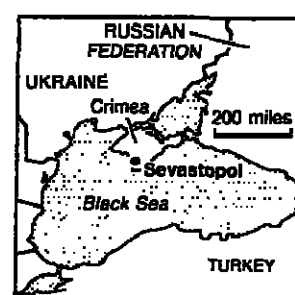 RUSSIAN
FEDERATION
UKRAINE
Crimea
200 miles
Sevastopol
Black Sea
TURKEY